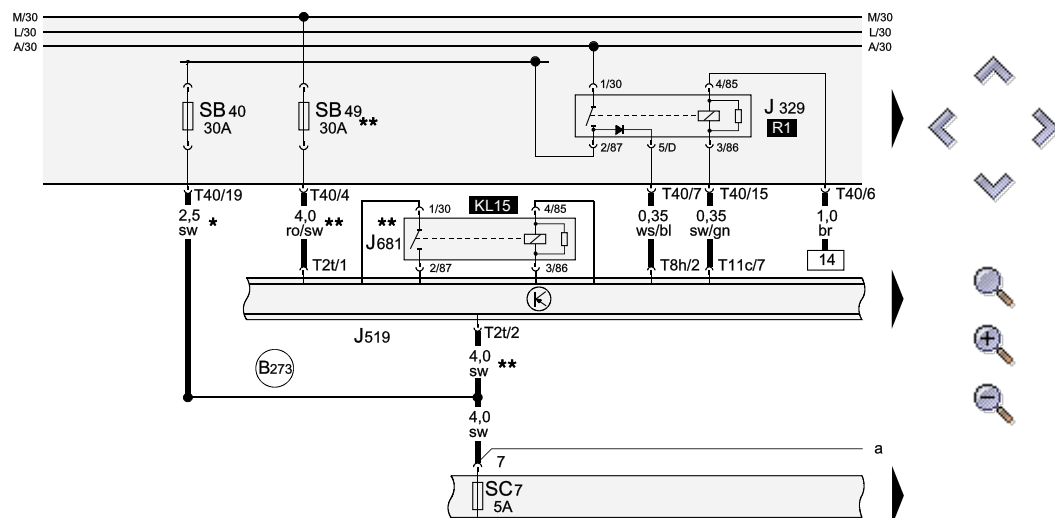 M/30 M/30
L/30 L/30
A/30 A/30
1/30 4/85
SB 40 SB 49 J 329
30A 30A ** R1
2/87 5/D 3/86
T40/19 T40/4 T40/7 T40/15 T40/6
2,5 * 4,0 ** ** 1/30 KL15 4/85 0,35 0,35 1,0
sw ro/sw J681 ws/bl sw/gn br
T2t/1 2/87 3/86 T8h/2 T11c/7 14
J519 T2t/2
B273 4,0 **
sw
4,0
sw
a
7
SC7
5A